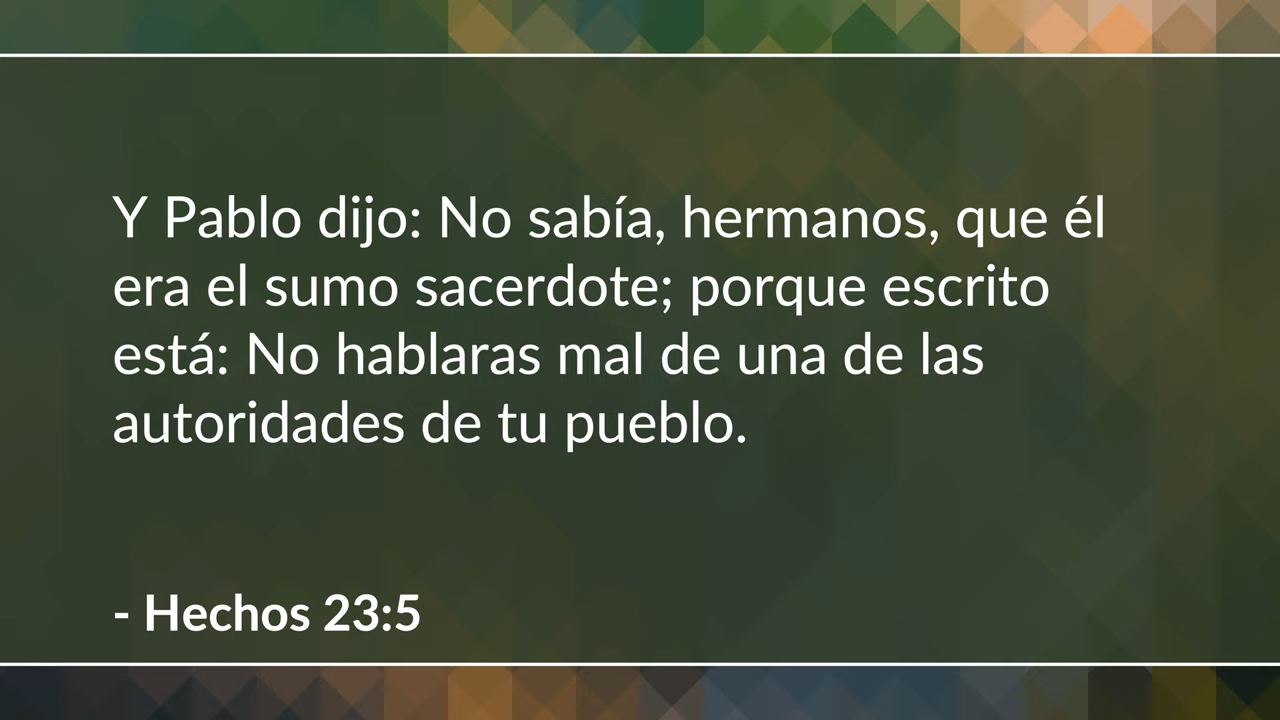 Y Pablo dijo: No sabía, hermanos, que él
era el sumo sacerdote; porque escrito
está: No hablaras mal de una de las
autoridades de tu pueblo.
- Hechos 23:5